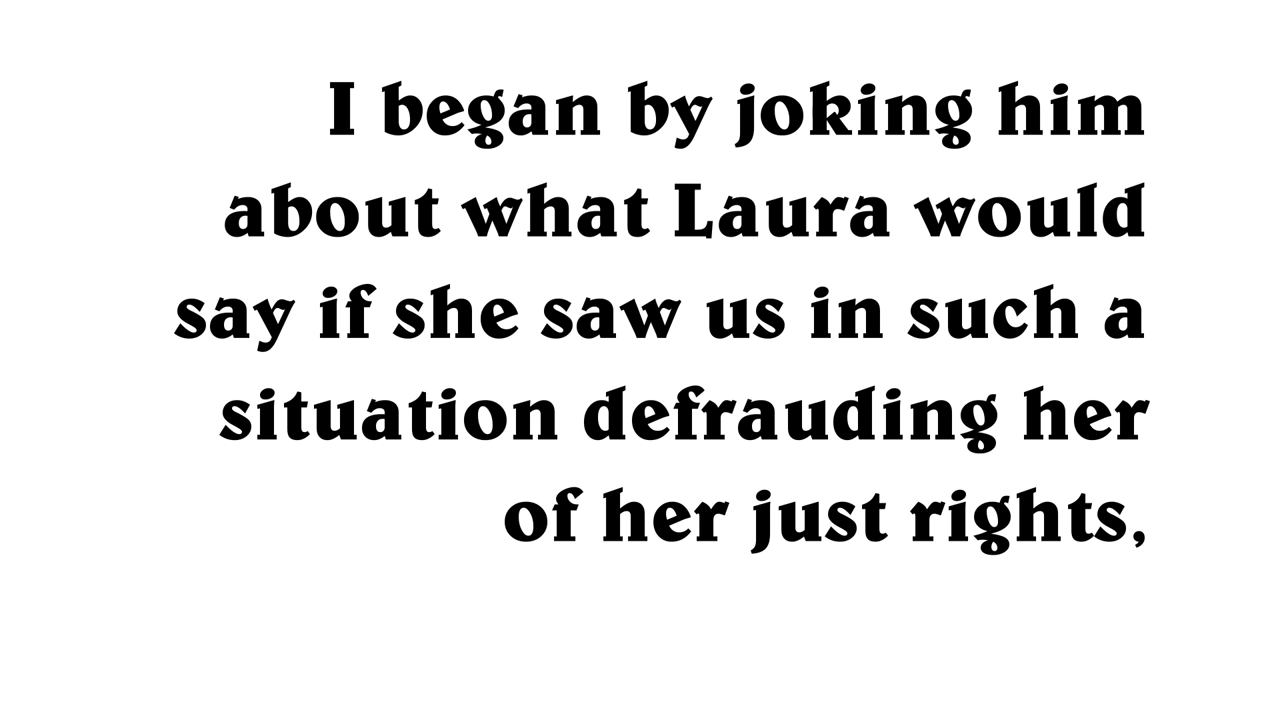 I began by joking him
about what Laura would
say if she saw us in such a
situation defrauding her
of her just rights,